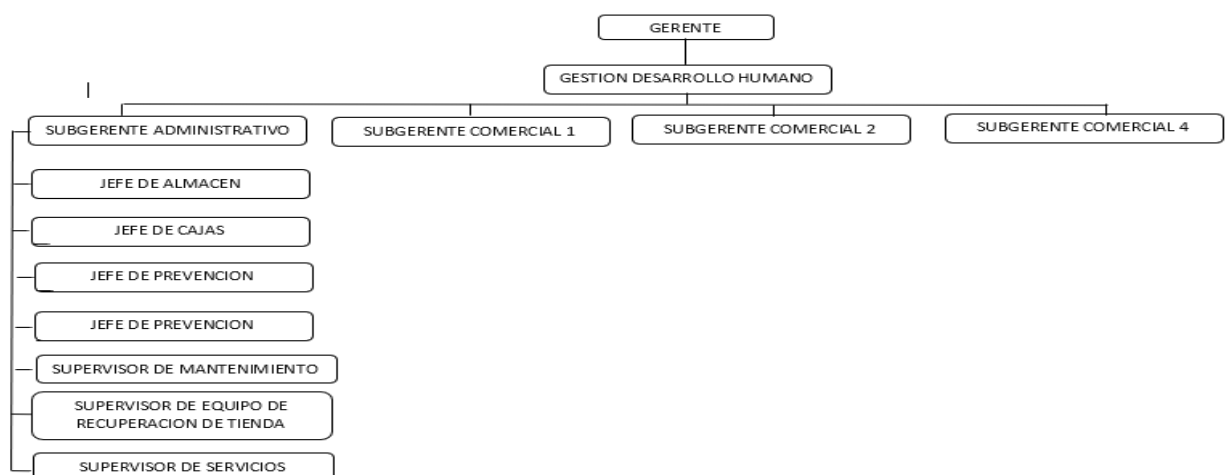 GERENTE
GESTION DESARROLLO HUMANO
SUBGERENTE ADMINISTRATIVO
SUBGERENTE COMERCIAL 1
SUBGERENTE COMERCIAL 2
SUBGERENTE COMERCIAL 4
JEFE DE ALMACEN
JEFE DE CAJAS
JEFE DE PREVENCION
JEFE DE PREVENCION
SUPERVISOR DE MANTENIMIENTO
SUPERVISOR DE EQUIPO DE
RECUPERACION DE TIENDA
SUPERVISOR DE SERVICIOS